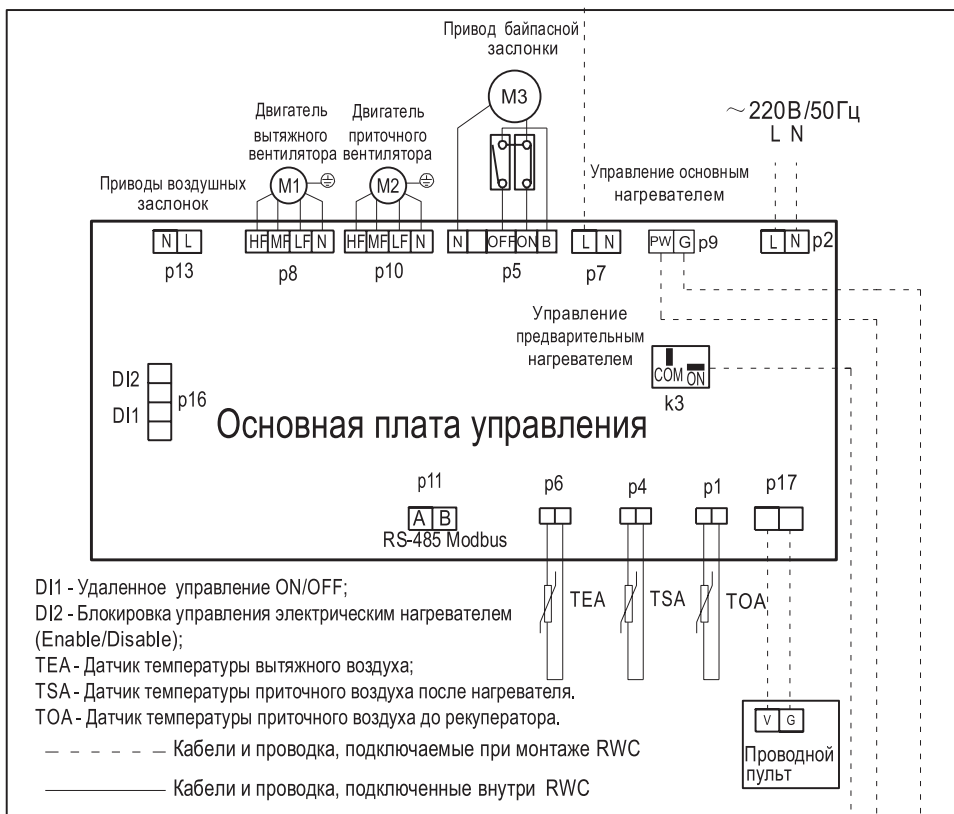 Привод байпасной
заслонки
M3
~220В/50Гц
L N
Двигатель
вытяжного
вентилятора
Двигатель
приточного
вентилятора
Управление основным
нагревателем
Приводы воздушных
заслонок
M1
M2
N L
HF MF LF N
HF MF LF N
N OFF ON B
L N
PW G p9
L N p2
p13
p8
p10
p5
p7
Управление
предварительным
нагревателем
COM ON
k3
DI2
DI1
p16
Основная плата управления
p11
A B
RS-485 Modbus
p6
p4
p1
p17
TEA
TSA
TOA
DI1 - Удаленное управление ON/OFF;
DI2 - Блокировка управления электрическим нагревателем
(Enable/Disable);
TEA - Датчик температуры вытяжного воздуха;
TSA - Датчик температуры приточного воздуха после нагревателя.
TOA - Датчик температуры приточного воздуха до рекуператора.
Кабели и проводка, подключаемые при монтаже RWC
Кабели и проводка, подключенные внутри RWC
V G
Проводной
пульт